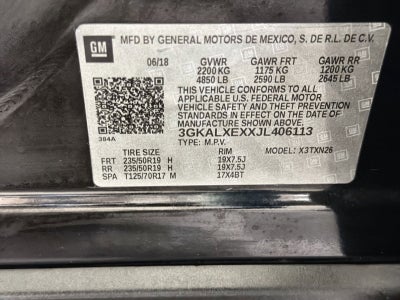 GM
MFD BY GENERAL MOTORS DE MEXICO, S. DE R.L. DE C.V.
06/18 GVWR GAWR FRT GAWR RR
2200 KG 1175 KG 1200 KG
4850 LB 2590 LB 2645 LB
THIS VEHICLE CONFORMS TO ALL
APPLICABLE U.S. FEDERAL MOTOR
VEHICLE SAFETY AND THEFT PREVENTION
STANDARDS IN EFFECT ON THE DATE OF
MANUFACTURE SHOWN ABOVE.
384A 3GKALXEXXJL406113
TYPE: M.P.V. MODEL: X3TXN26
TIRE SIZE RIM
FRT 235/50R19 H 19X7.5J
RR 235/50R19 H 19X7.5J
SPA T125/70R17 M 17X4BT